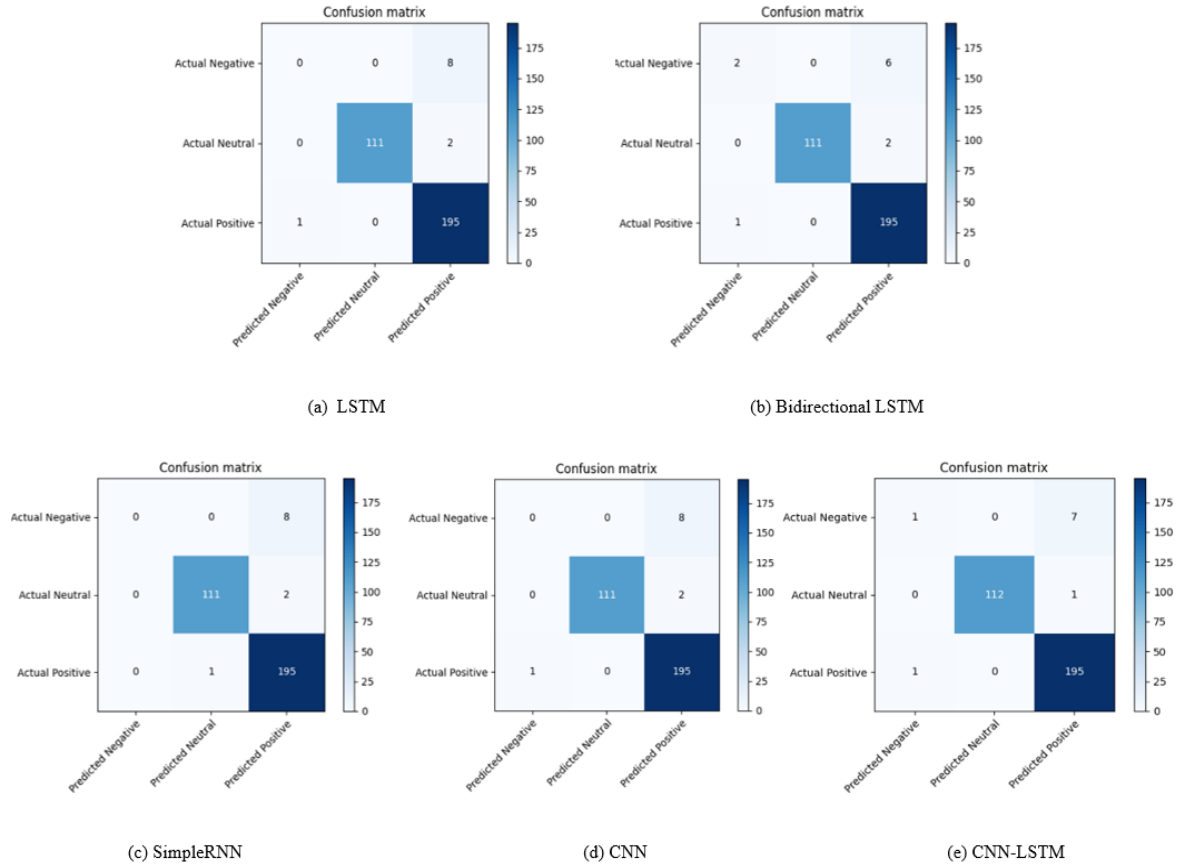 Confusion matrix
Actual Negative 0 0 8
Actual Neutral 0 111 2
Actual Positive 1 0 195
Predicted Negative
Predicted Neutral
Predicted Positive
175
150
125
100
75
50
25
0
(a) LSTM
Confusion matrix
Actual Negative 2 0 6
Actual Neutral 0 111 2
Actual Positive 1 0 195
Predicted Negative
Predicted Neutral
Predicted Positive
175
150
125
100
75
50
25
0
(b) Bidirectional LSTM
Confusion matrix
Actual Negative 0 0 8
Actual Neutral 0 111 2
Actual Positive 0 1 195
Predicted Negative
Predicted Neutral
Predicted Positive
175
150
125
100
75
50
25
0
(c) SimpleRNN
Confusion matrix
Actual Negative 0 0 8
Actual Neutral 0 111 2
Actual Positive 1 0 195
Predicted Negative
Predicted Neutral
Predicted Positive
175
150
125
100
75
50
25
0
(d) CNN
Confusion matrix
Actual Negative 1 0 7
Actual Neutral 0 112 1
Actual Positive 1 0 195
Predicted Negative
Predicted Neutral
Predicted Positive
175
150
125
100
75
50
25
0
(e) CNN-LSTM